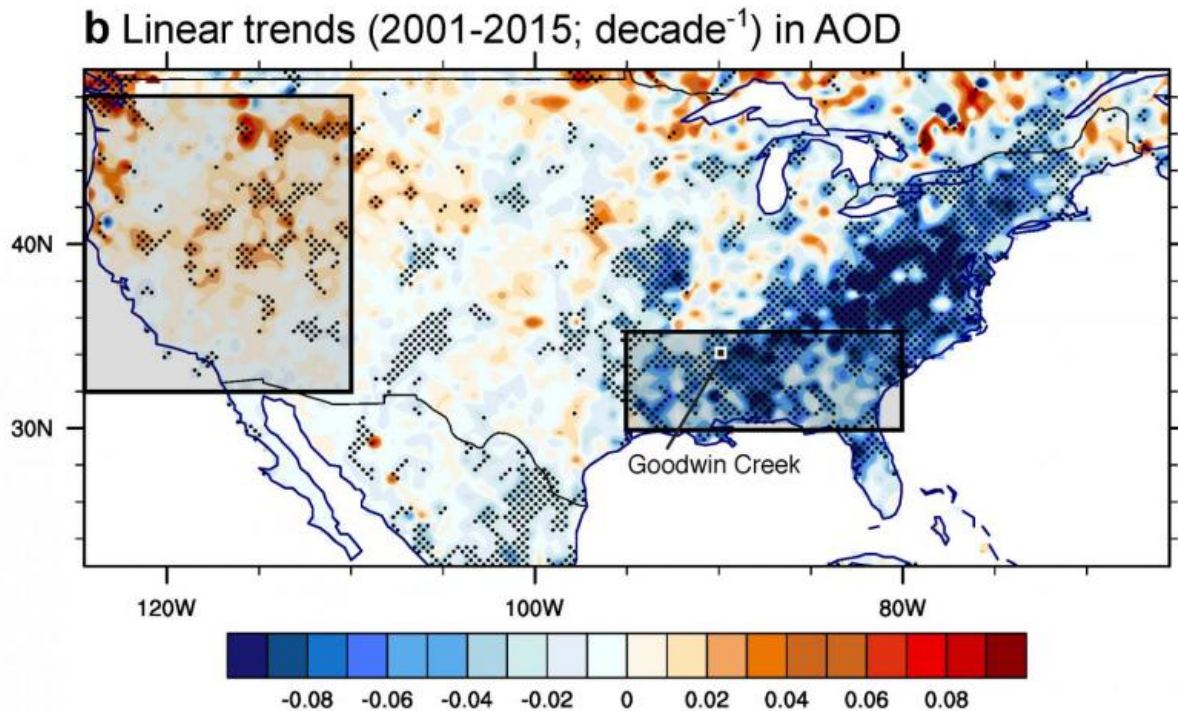 b Linear trends (2001-2015; decade⁻¹) in AOD
40N
30N
Goodwin Creek
120W 100W 80W
-0.08 -0.06 -0.04 -0.02 0 0.02 0.04 0.06 0.08